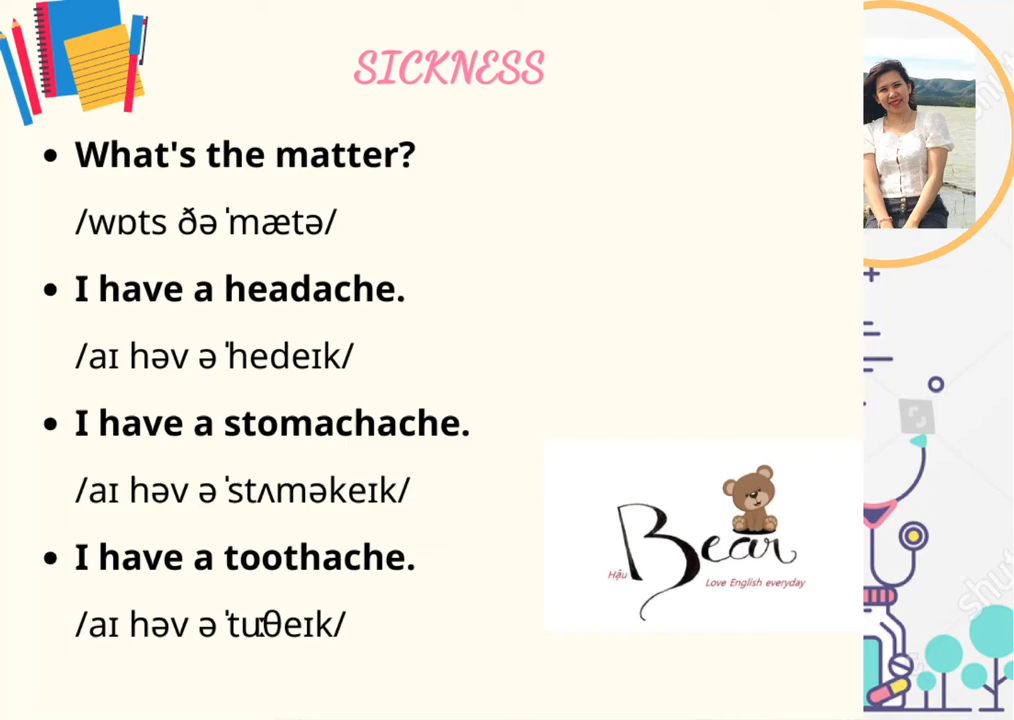 SICKNESS
• What's the matter?
/wɒts ðə ˈmætə/
• I have a headache.
/aɪ həv ə ˈhedeɪk/
• I have a stomachache.
/aɪ həv ə ˈstʌməkeɪk/
• I have a toothache.
/aɪ həv ə ˈtuːθeɪk/
Bear
Hậu
Love English everyday